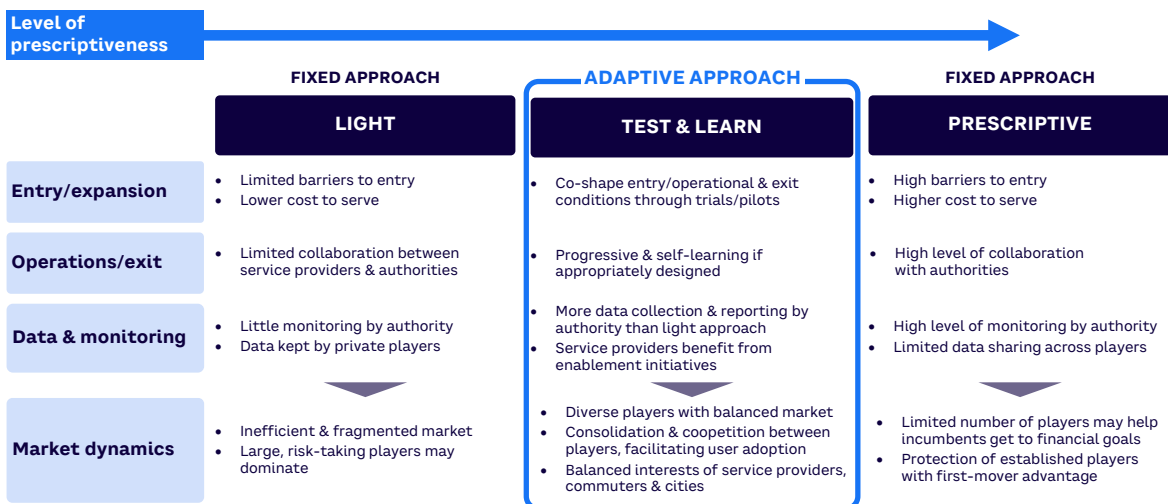 Level of
prescriptiveness
FIXED APPROACH
ADAPTIVE APPROACH
FIXED APPROACH
LIGHT
TEST & LEARN
PRESCRIPTIVE
Entry/expansion
• Limited barriers to entry
• Lower cost to serve
• Co-shape entry/operational & exit
conditions through trials/pilots
• High barriers to entry
• Higher cost to serve
Operations/exit
• Limited collaboration between
service providers & authorities
• Progressive & self-learning if
appropriately designed
• High level of collaboration
with authorities
Data & monitoring
• Little monitoring by authority
• Data kept by private players
• More data collection & reporting by
authority than light approach
• Service providers benefit from
enablement initiatives
• High level of monitoring by authority
• Limited data sharing across players
Market dynamics
• Inefficient & fragmented market
• Large, risk-taking players may
dominate
• Diverse players with balanced market
• Consolidation & coopetition between
players, facilitating user adoption
• Balanced interests of service providers,
commuters & cities
• Limited number of players may help
incumbents get to financial goals
• Protection of established players
with first-mover advantage